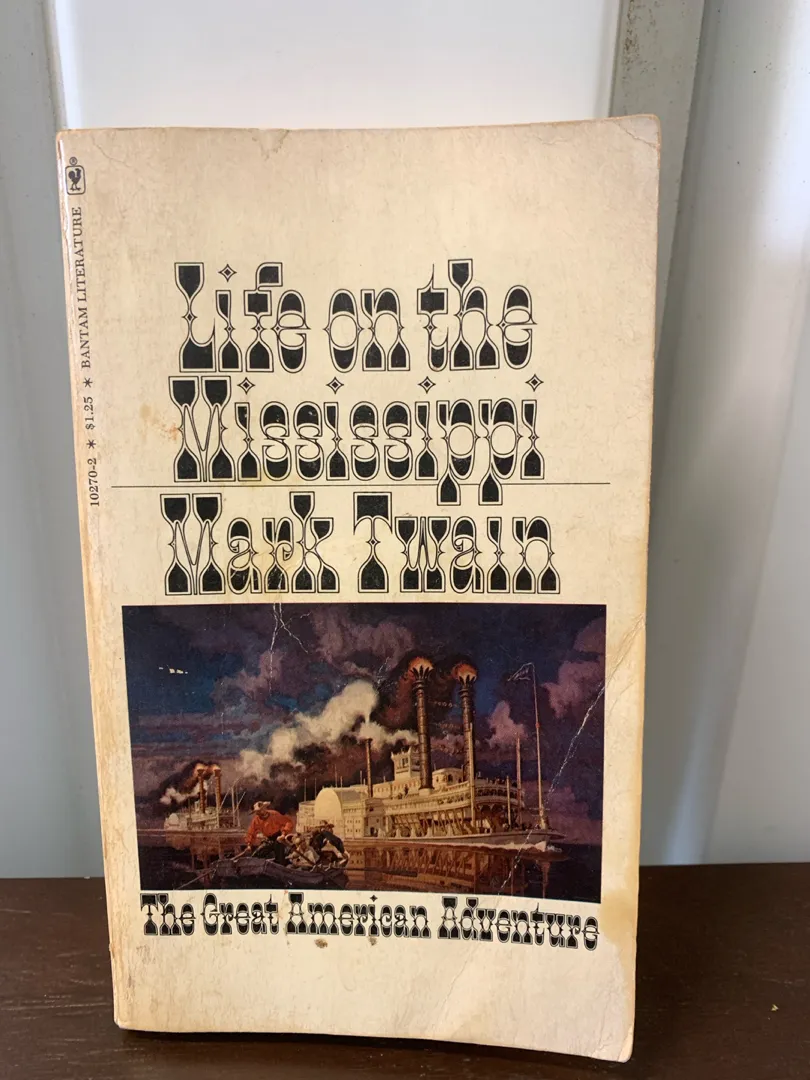 10270-2 * $1.25 * BANTAM LITERATURE ®
Life on the
Mississippi
Mark Twain
The Great American Adventure